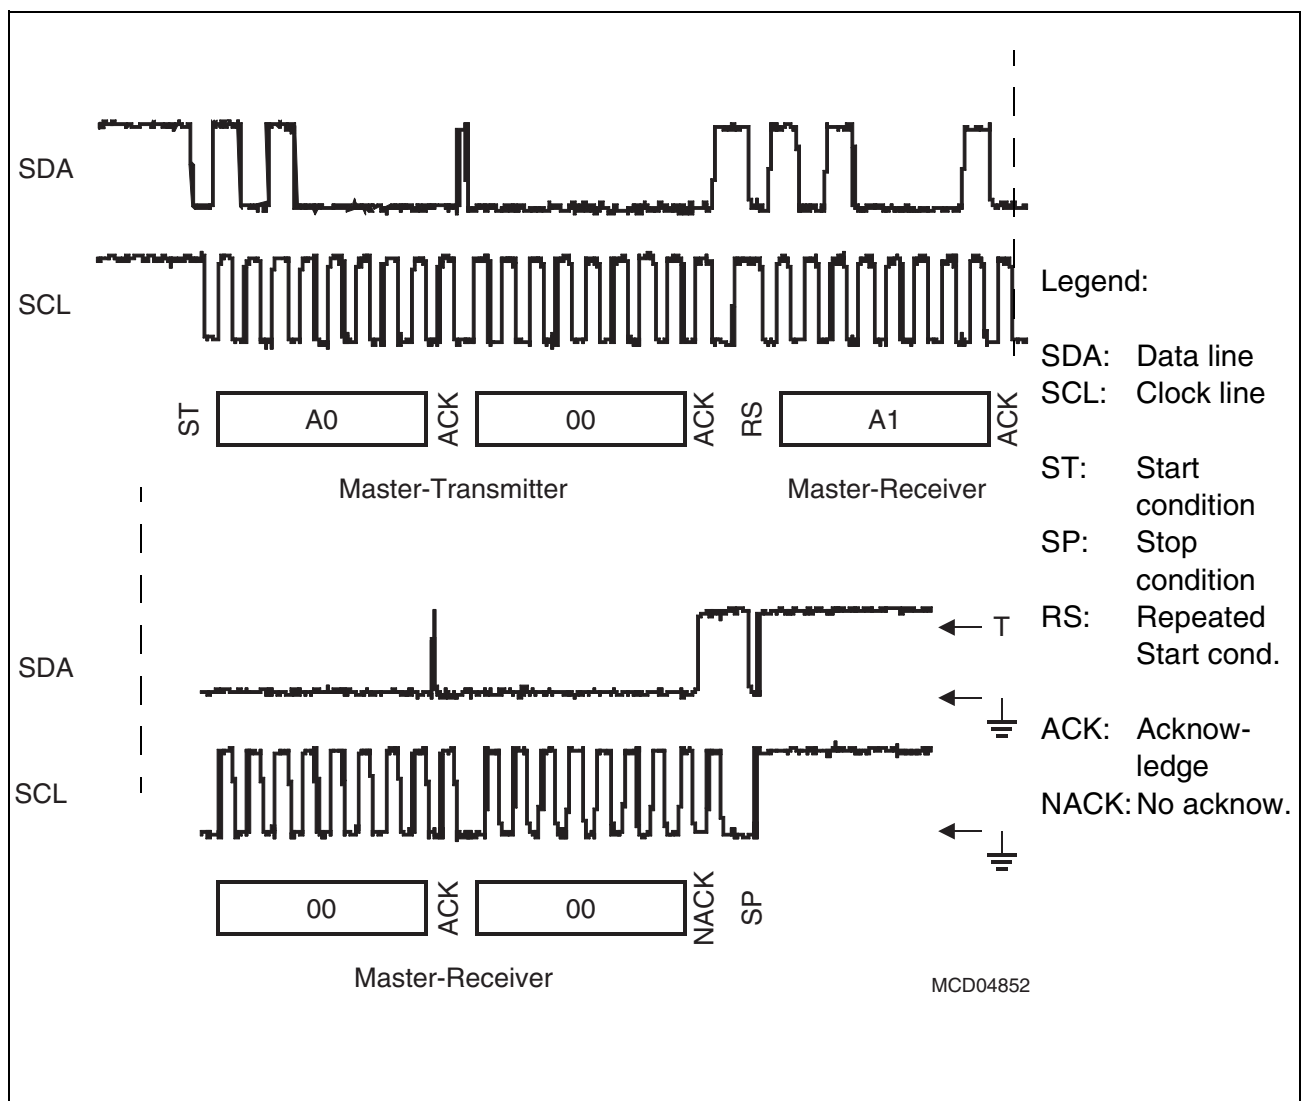 SDA
SCL
ST
A0
ACK
00
ACK
RS
A1
ACK
Master-Transmitter
Master-Receiver
SDA
T
SCL
00
ACK
00
NACK
SP
Master-Receiver
MCD04852
Legend:
SDA: Data line
SCL: Clock line
ST: Start
condition
SP: Stop
condition
RS: Repeated
Start cond.
ACK: Acknow-
ledge
NACK: No acknow.